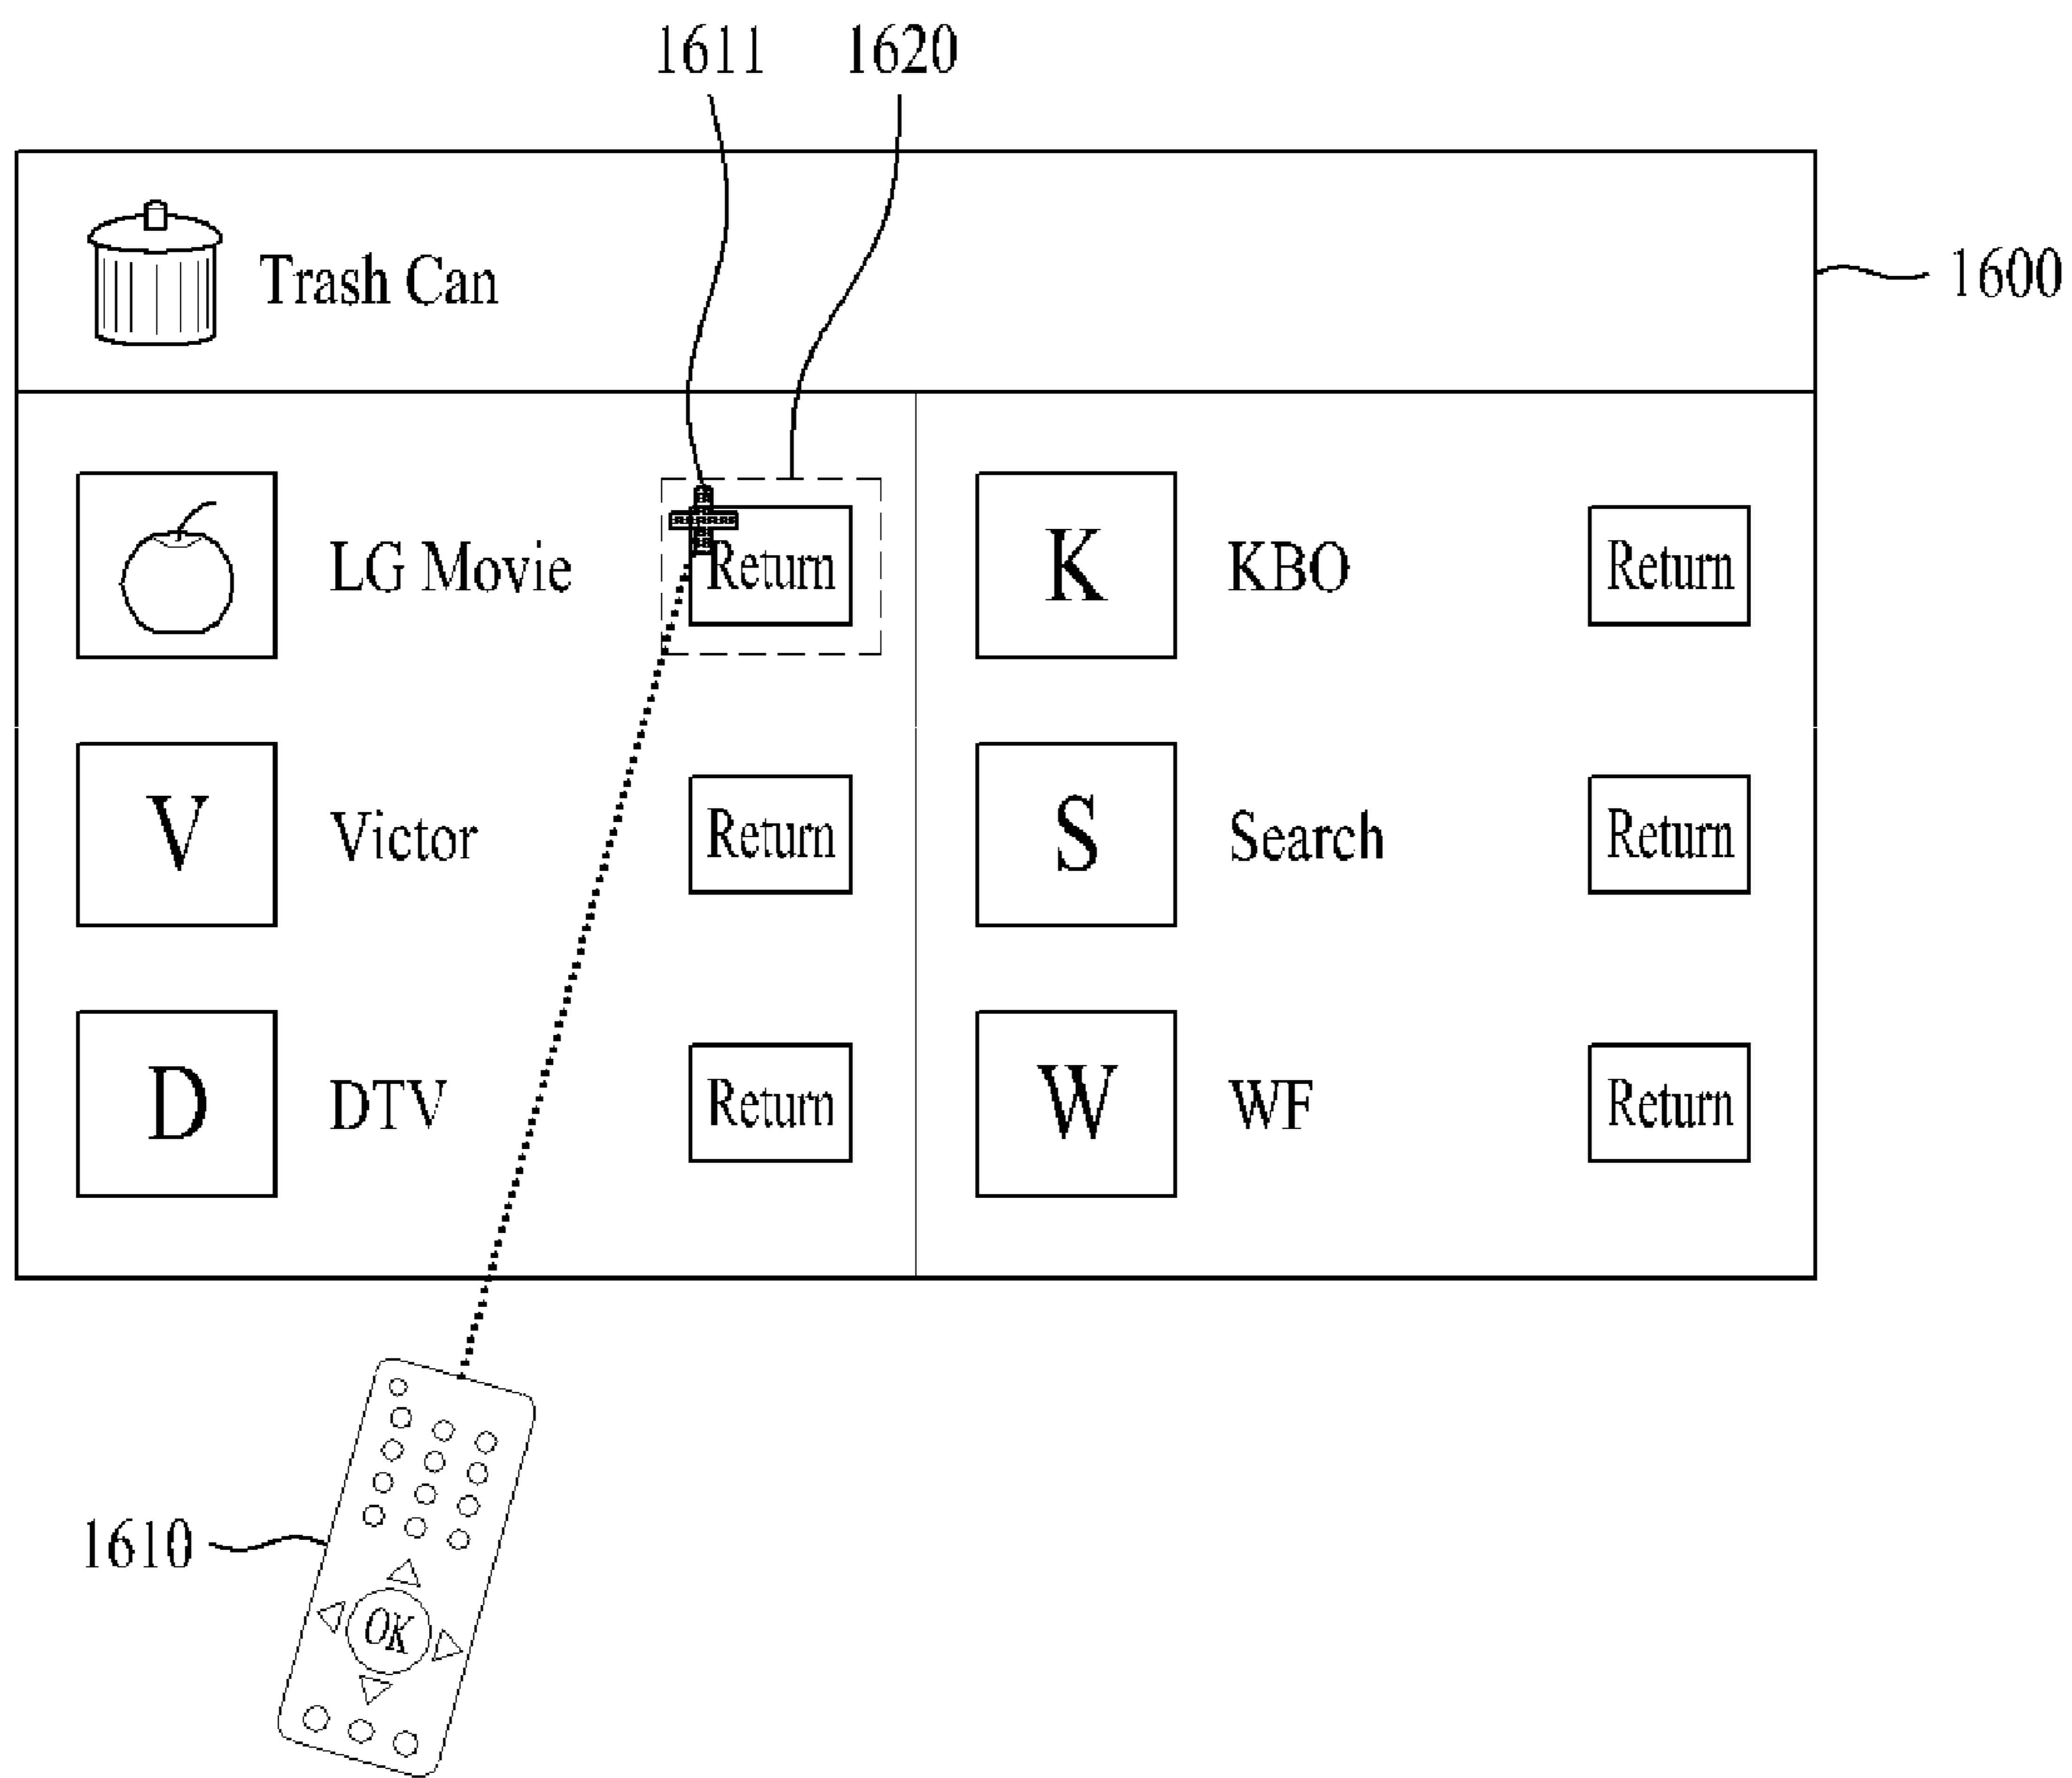 1611 1620
Trash Can
1600
LG Movie Return K KBO Return
V Victor Return S Search Return
D DTV Return W WF Return
1610
OK